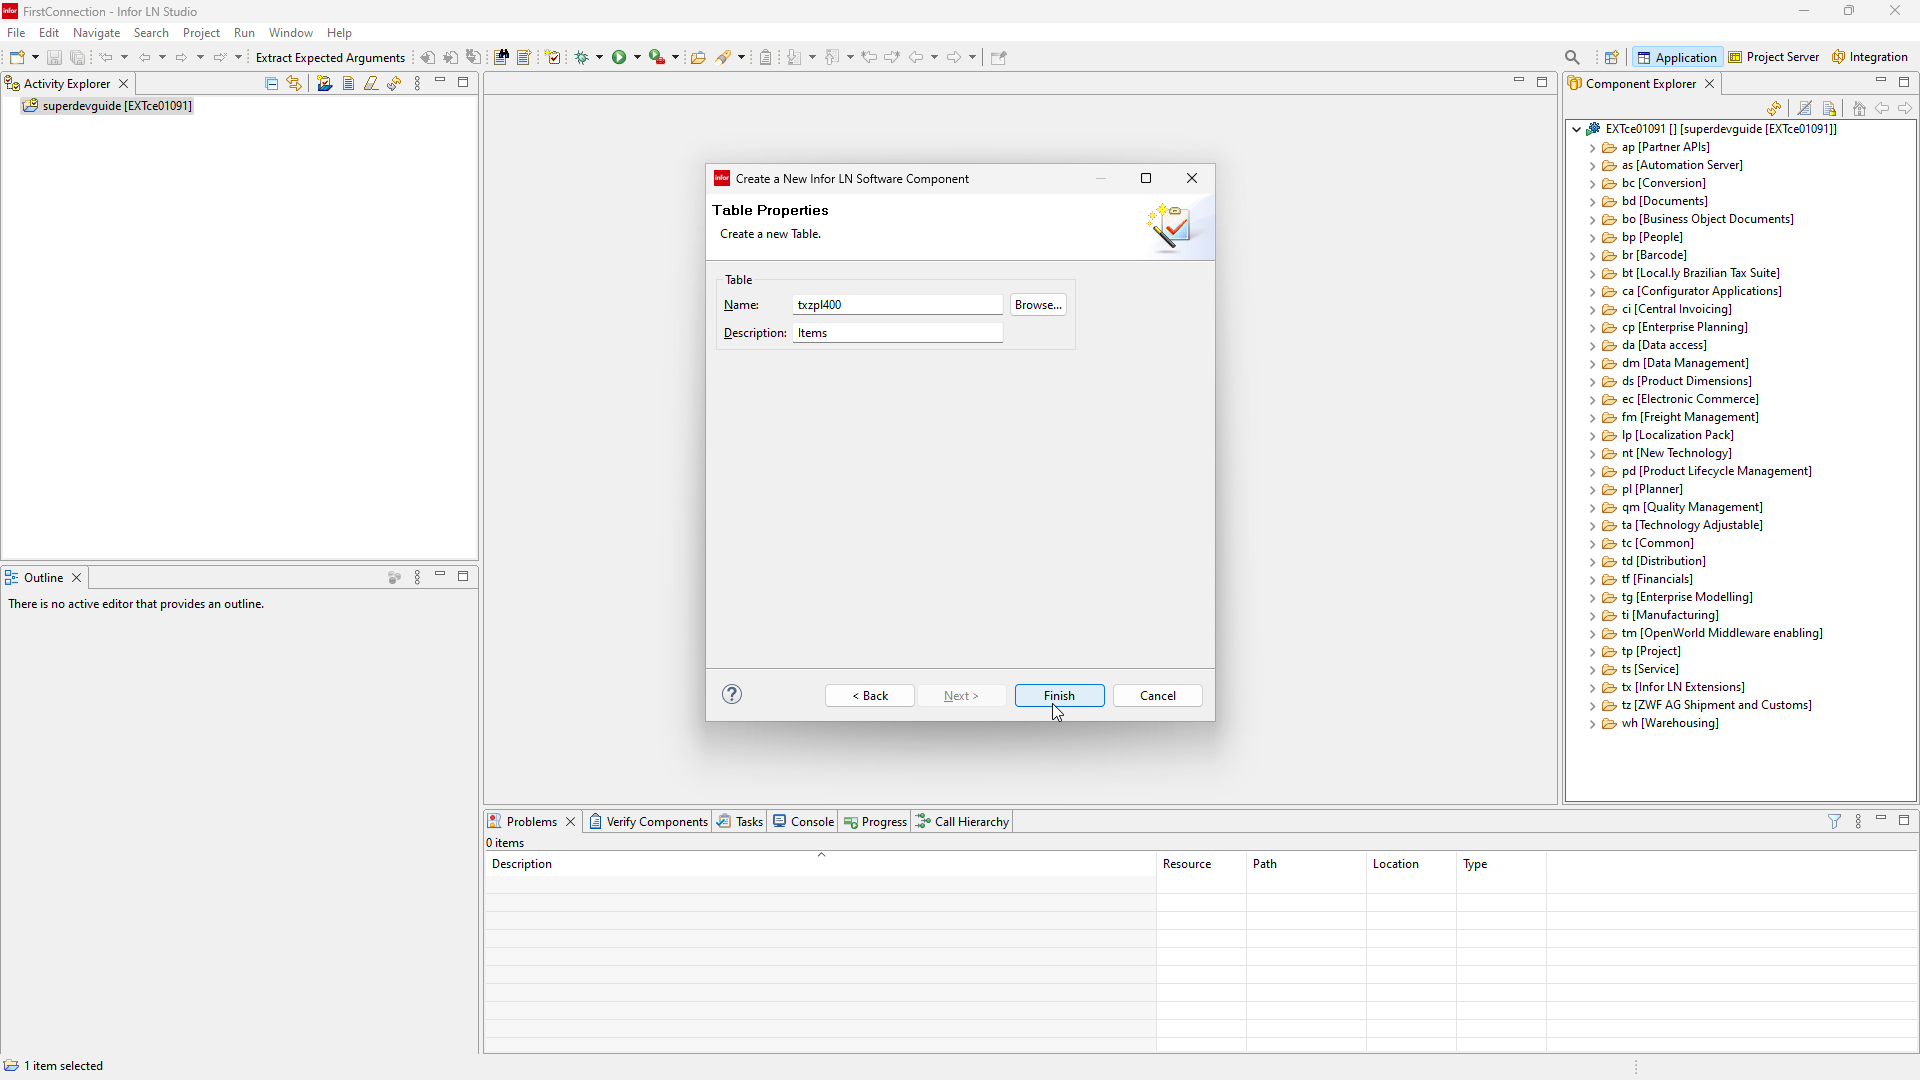 infor FirstConnection - Infor LN Studio
File Edit Navigate Search Project Run Window Help
Extract Expected Arguments
Application Project Server Integration
Activity Explorer
superdevguide [EXTce01091]
Outline
There is no active editor that provides an outline.
infor Create a New Infor LN Software Component
Table Properties
Create a new Table.
Table
Name: txzpl400 Browse...
Description: Items
?
< Back Next > Finish Cancel
Component Explorer
EXTce01091 [] [superdevguide [EXTce01091]]
ap [Partner APIs]
as [Automation Server]
bc [Conversion]
bd [Documents]
bo [Business Object Documents]
bp [People]
br [Barcode]
bt [Local.ly Brazilian Tax Suite]
ca [Configurator Applications]
ci [Central Invoicing]
cp [Enterprise Planning]
da [Data access]
dm [Data Management]
ds [Product Dimensions]
ec [Electronic Commerce]
fm [Freight Management]
lp [Localization Pack]
nt [New Technology]
pd [Product Lifecycle Management]
pl [Planner]
qm [Quality Management]
ta [Technology Adjustable]
tc [Common]
td [Distribution]
tf [Financials]
tg [Enterprise Modelling]
ti [Manufacturing]
tm [OpenWorld Middleware enabling]
tp [Project]
ts [Service]
tx [Infor LN Extensions]
tz [ZWF AG Shipment and Customs]
wh [Warehousing]
Problems Verify Components Tasks Console Progress Call Hierarchy
0 items
Description Resource Path Location Type
1 item selected